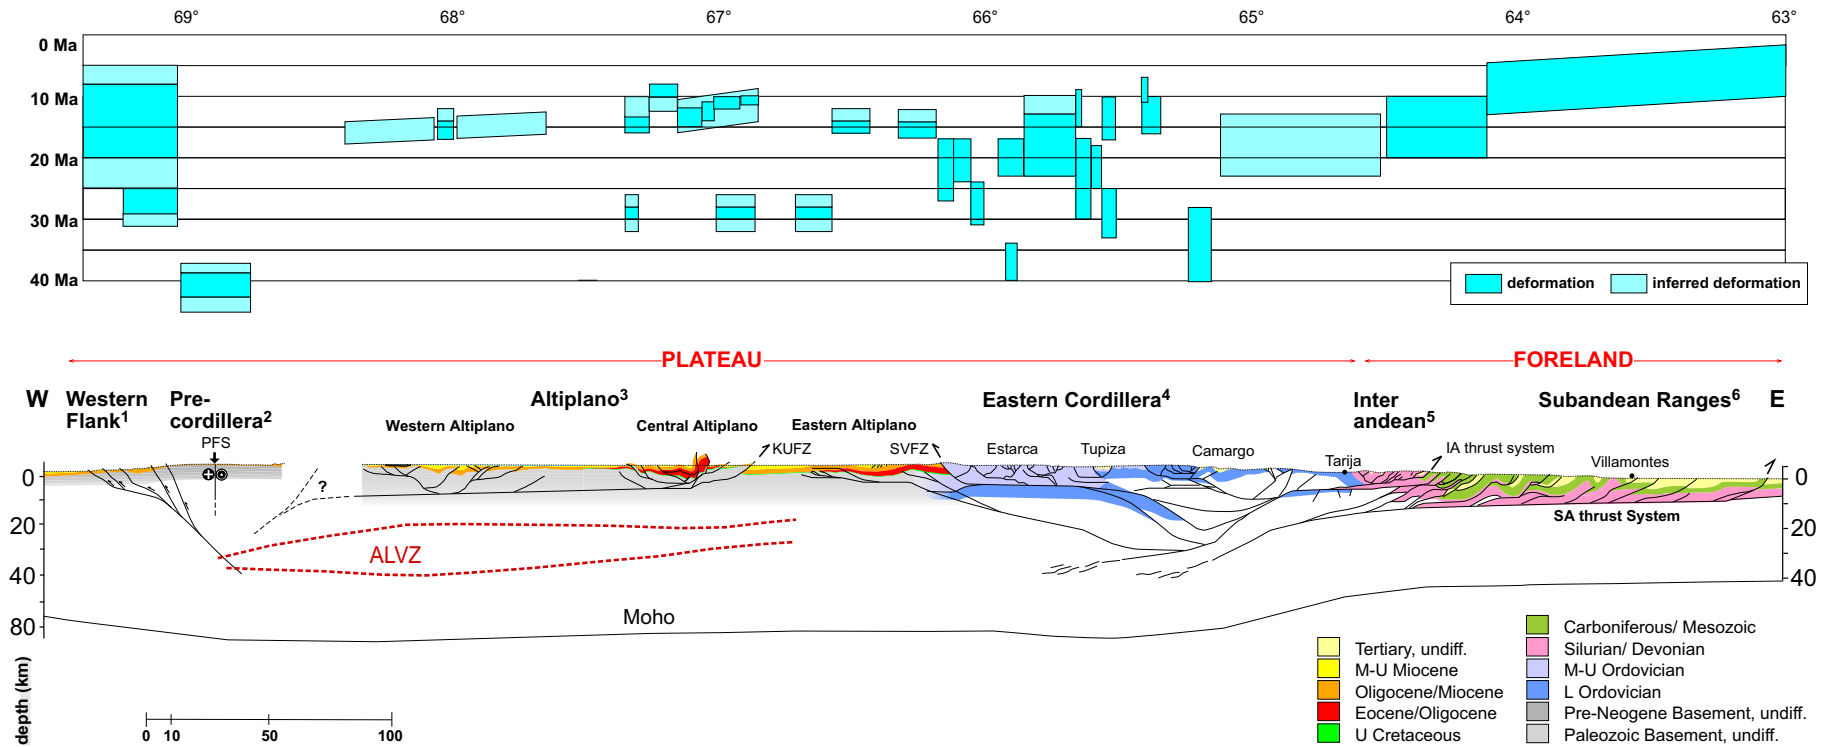 69° 68° 67° 66° 65° 64° 63°
0 Ma
10 Ma
20 Ma
30 Ma
40 Ma
deformation inferred deformation
PLATEAU FORELAND
W Western Flank1 Pre-cordillera2 Altiplano3 Eastern Cordillera4 Inter andean5 Subandean Ranges6 E
Western Altiplano Central Altiplano Eastern Altiplano
PFS KUFZ SVFZ Estarca Tupiza Camargo Tarija IA thrust system Villamontes
?
0 0
20 SA thrust System 20
ALVZ
40 40
Moho
80
depth (km)
0 10 50 100
Tertiary, undiff.
M-U Miocene
Oligocene/Miocene
Eocene/Oligocene
U Cretaceous
Carboniferous/ Mesozoic
Silurian/ Devonian
M-U Ordovician
L Ordovician
Pre-Neogene Basement, undiff.
Paleozoic Basement, undiff.